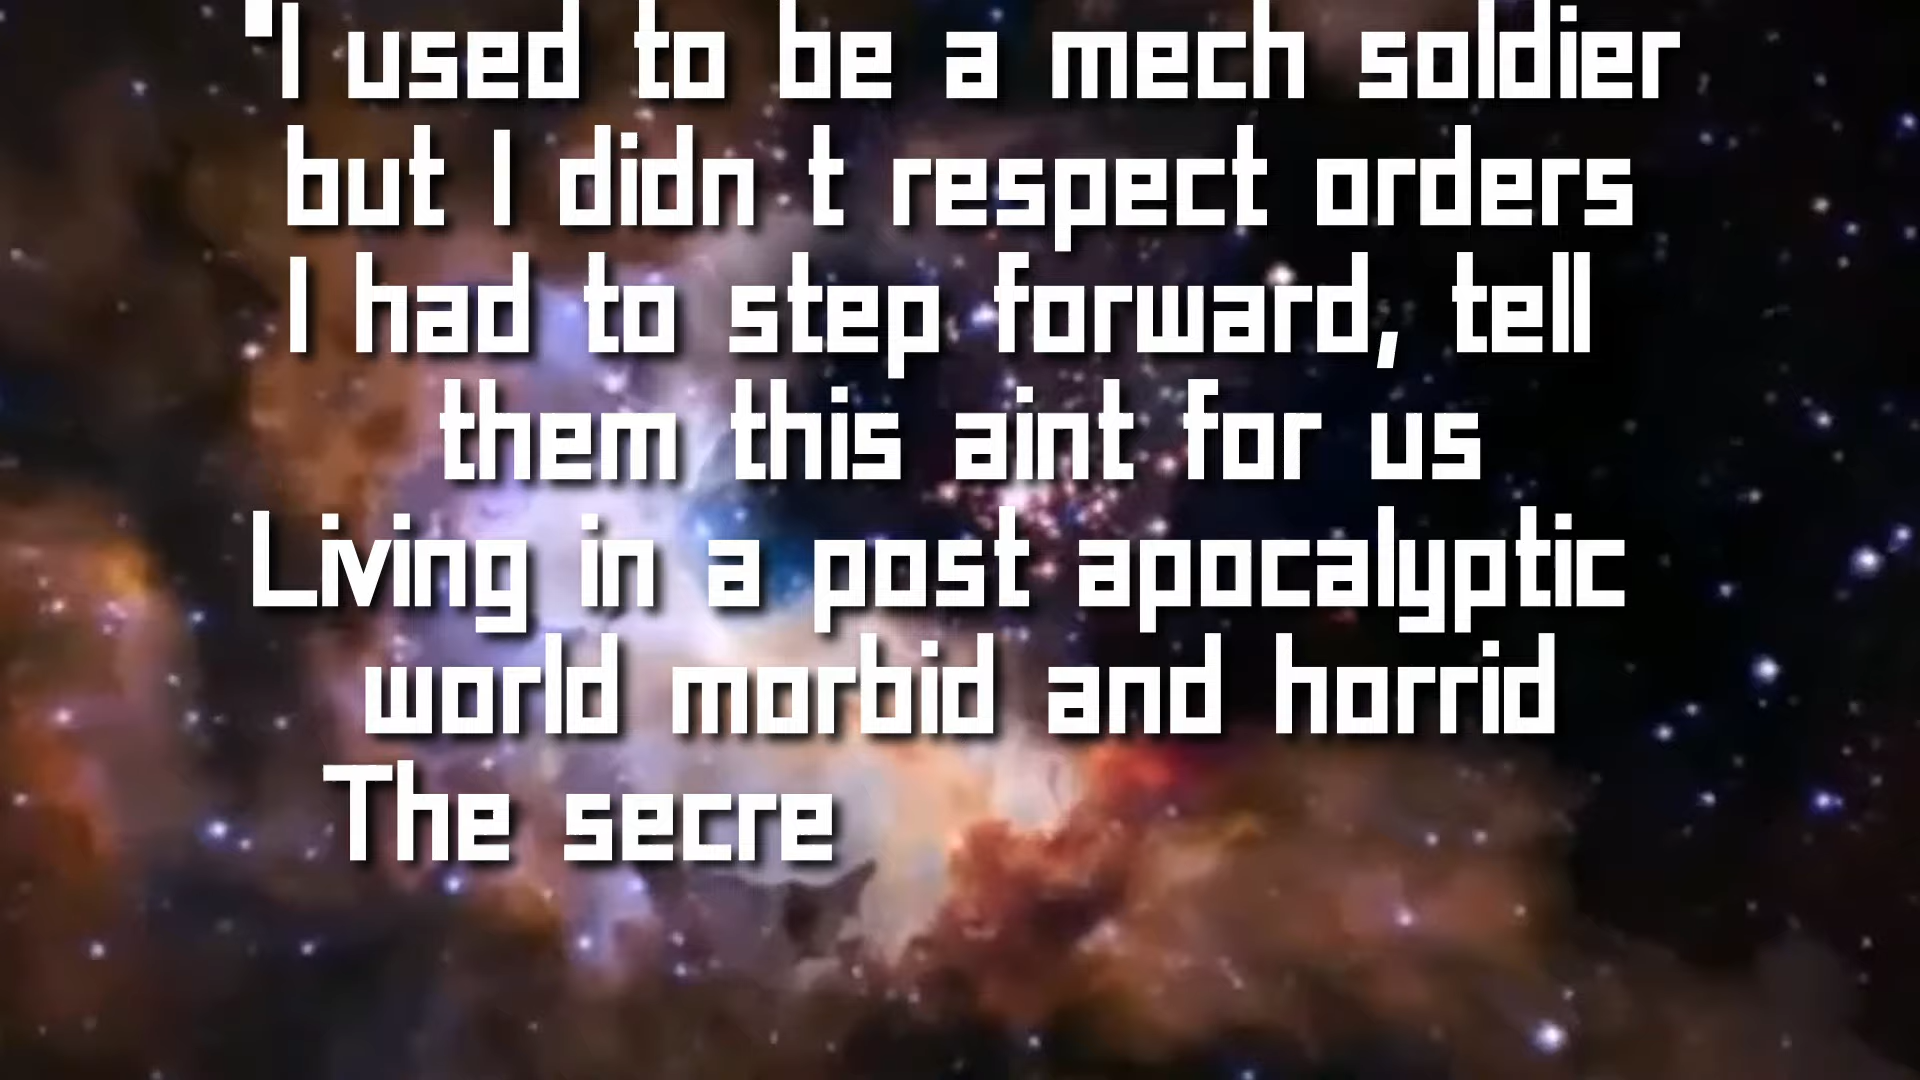 "I used to be a mech soldier
but I didn t respect orders
I had to step forward, tell
them this aint for us
Living in a post apocalyptic
world morbid and horrid
The secre